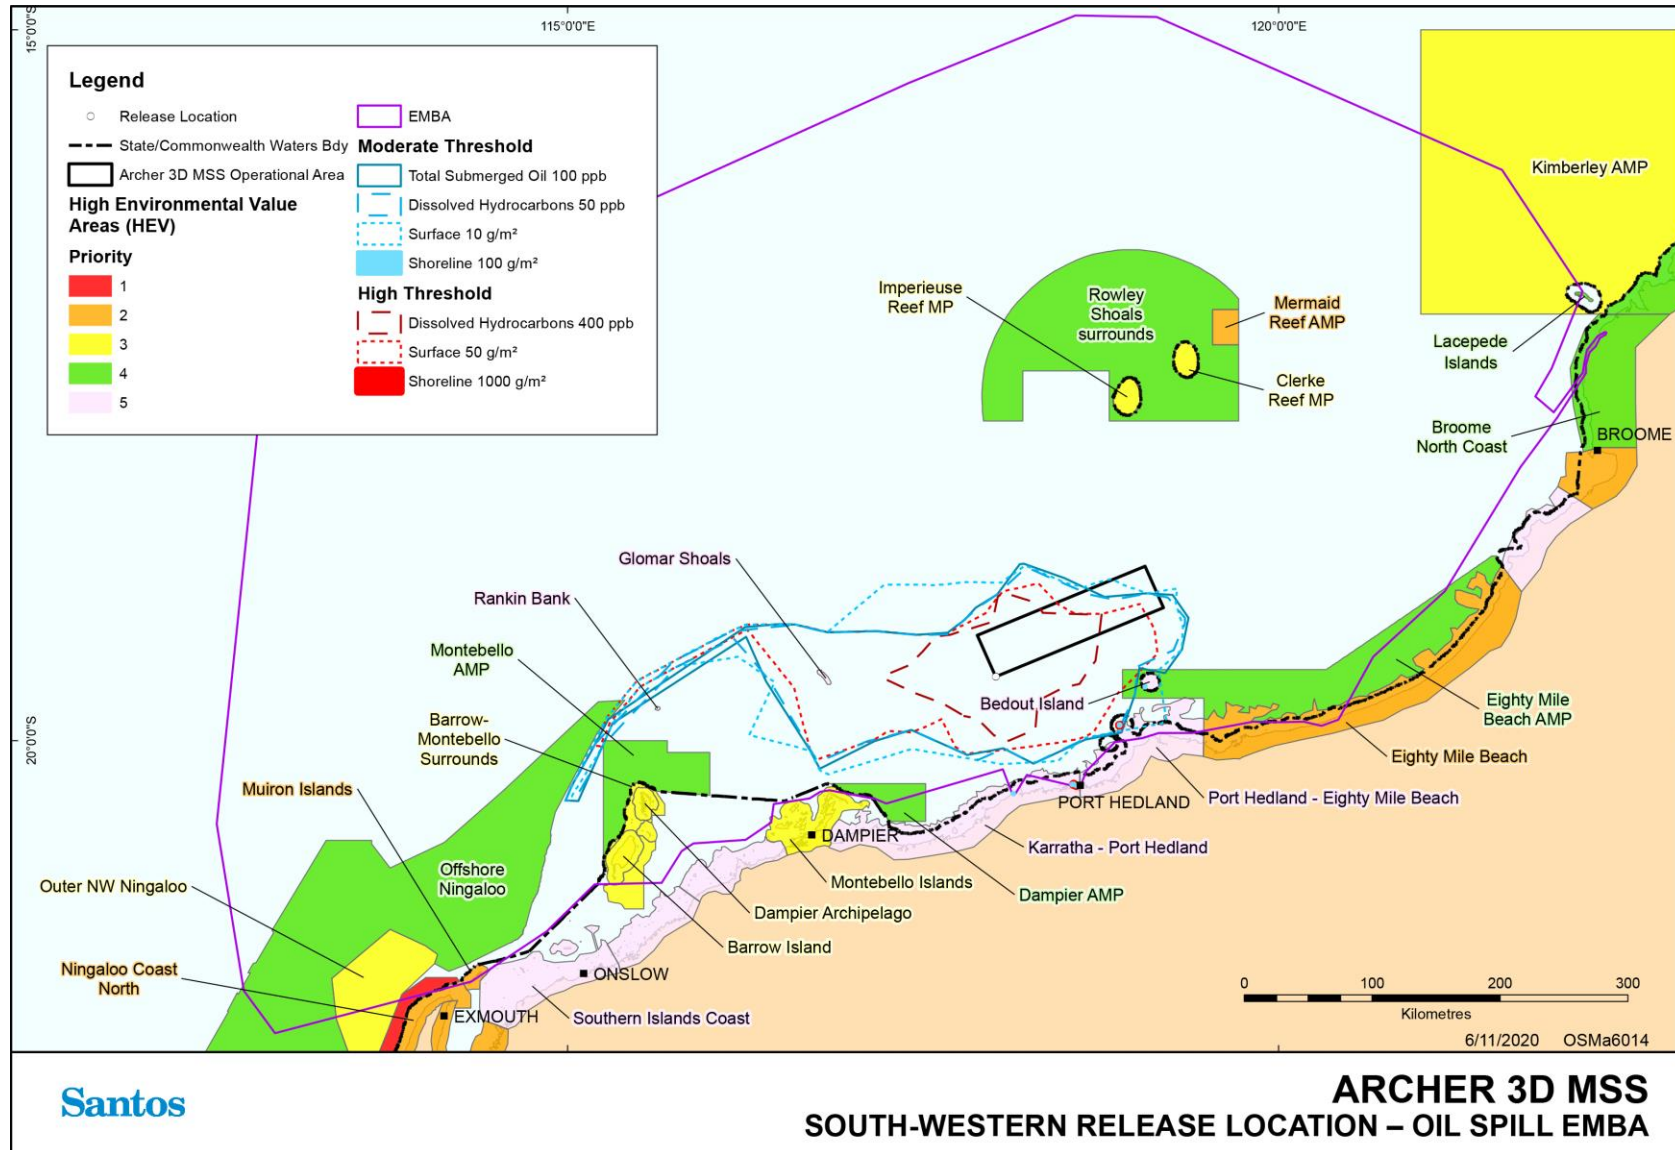 115°0'0"E
120°0'0"E
15°0'0"S
20°0'0"S
Legend
Release Location
State/Commonwealth Waters Bdy
Archer 3D MSS Operational Area
High Environmental Value
Areas (HEV)
Priority
1
2
3
4
5
EMBA
Moderate Threshold
Total Submerged Oil 100 ppb
Dissolved Hydrocarbons 50 ppb
Surface 10 g/m²
Shoreline 100 g/m²
High Threshold
Dissolved Hydrocarbons 400 ppb
Surface 50 g/m²
Shoreline 1000 g/m²
Kimberley AMP
Imperieuse
Reef MP
Rowley
Shoals
surrounds
Mermaid
Reef AMP
Clerke
Reef MP
Lacepede
Islands
Broome
North Coast
BROOME
Glomar Shoals
Rankin Bank
Montebello
AMP
Barrow-
Montebello
Surrounds
Muiron Islands
Outer NW Ningaloo
Ningaloo Coast
North
Offshore
Ningaloo
Bedout Island
Eighty Mile
Beach AMP
Eighty Mile Beach
PORT HEDLAND
Port Hedland - Eighty Mile Beach
DAMPIER
Karratha - Port Hedland
Montebello Islands
Dampier AMP
Dampier Archipelago
Barrow Island
ONSLOW
EXMOUTH
Southern Islands Coast
0 100 200 300
Kilometres
6/11/2020 OSMa6014
Santos
ARCHER 3D MSS
SOUTH-WESTERN RELEASE LOCATION – OIL SPILL EMBA